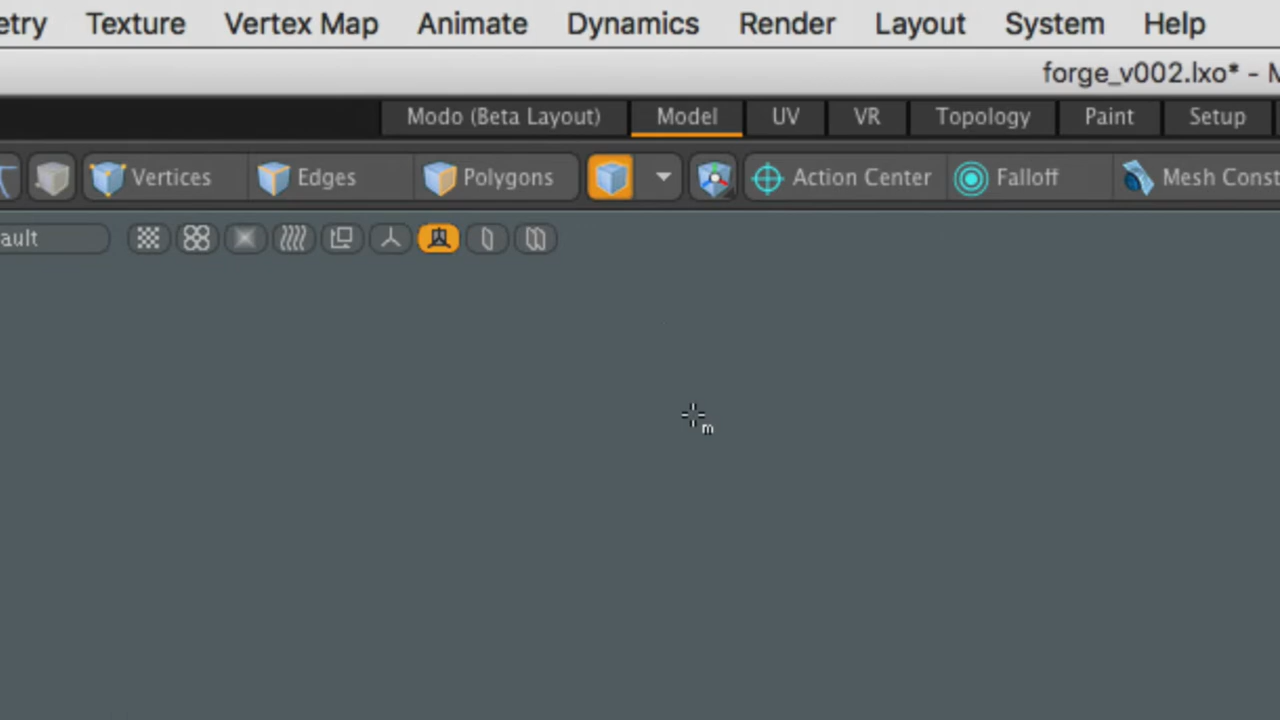 etry Texture Vertex Map Animate Dynamics Render Layout System Help
forge_v002.lxo* - M
Modo (Beta Layout) Model UV VR Topology Paint Setup
Vertices Edges Polygons Action Center Falloff Mesh Const
ault
m